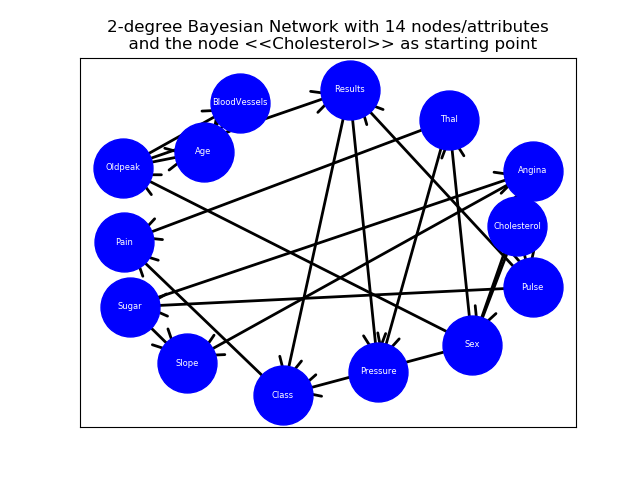 2-degree Bayesian Network with 14 nodes/attributes
and the node <<Cholesterol>> as starting point
Results
BloodVessels
Thal
Age
Oldpeak
Angina
Cholesterol
Pain
Pulse
Sugar
Sex
Slope
Pressure
Class